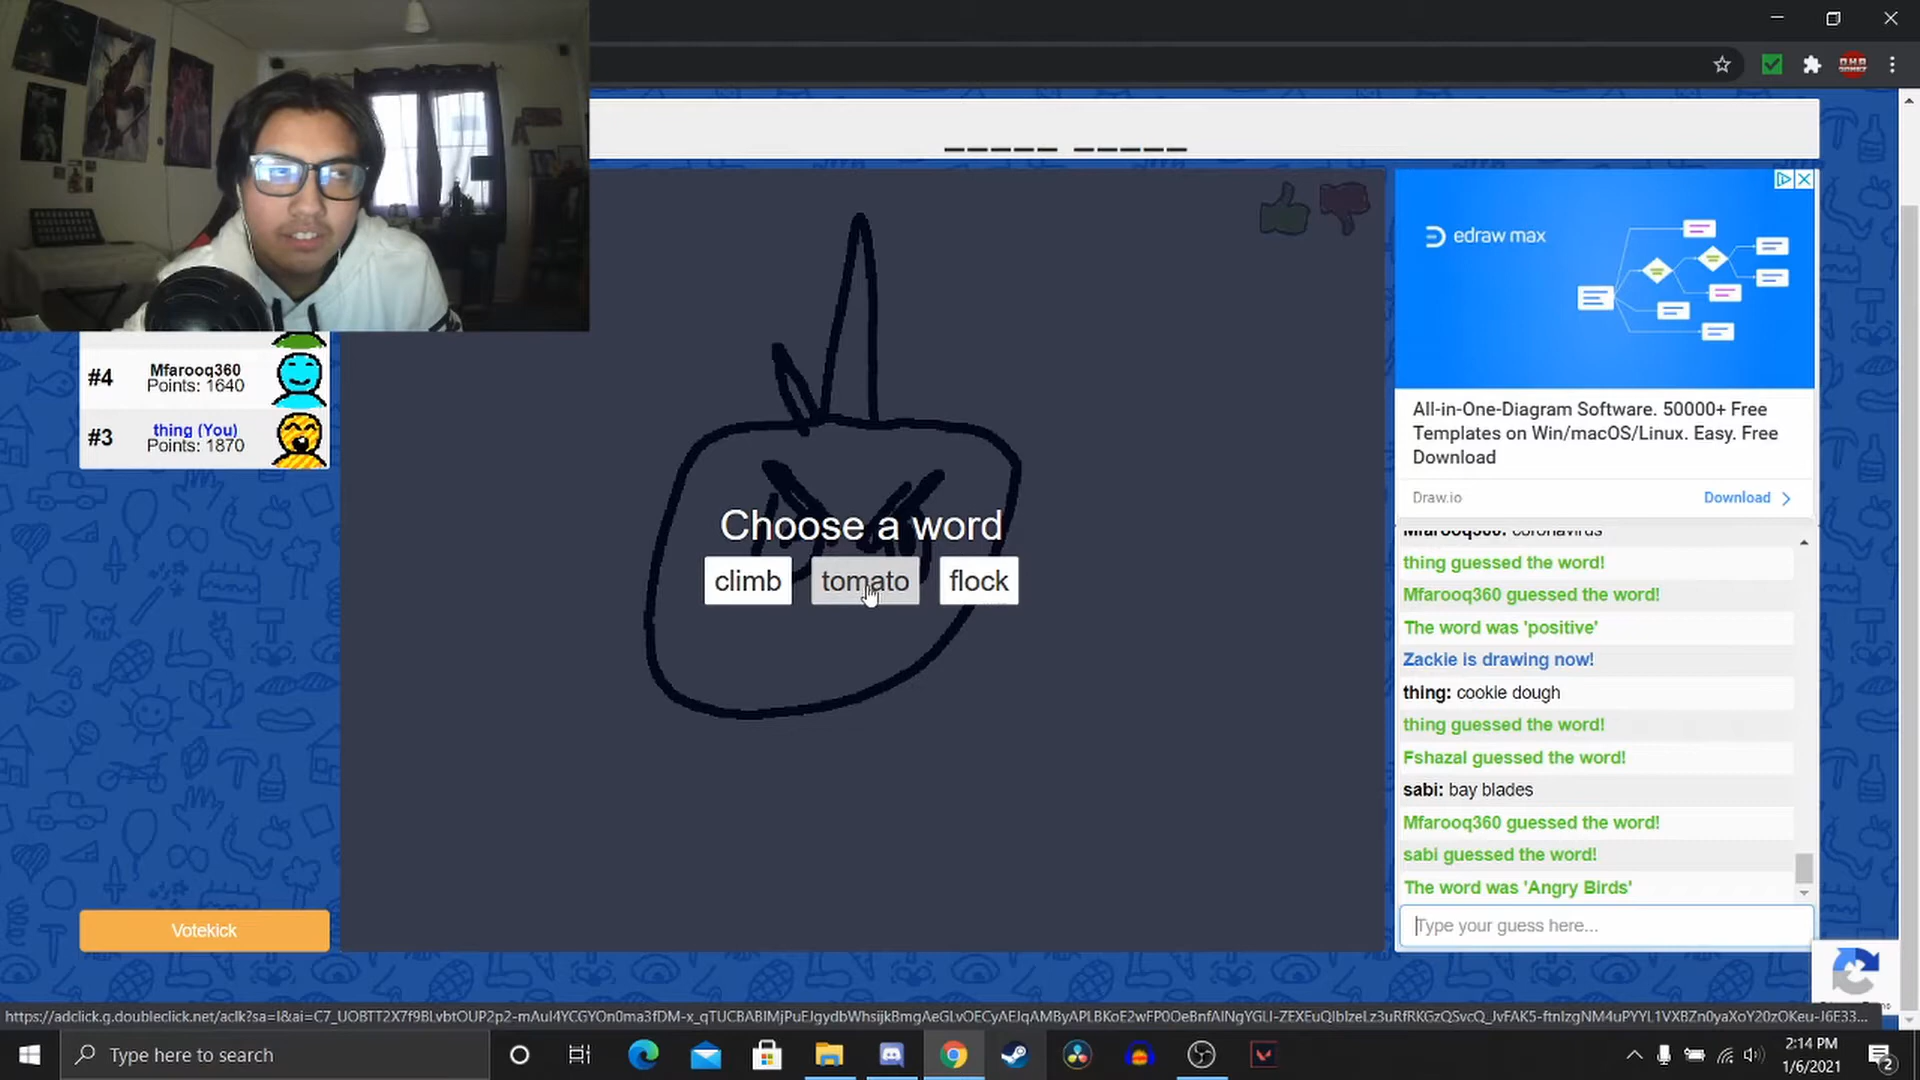 #4
Mfarooq360
Points: 1640
#3
thing (You)
Points: 1870
Votekick
Choose a word
climb
tomato
flock
edraw max
All-in-One-Diagram Software. 50000+ Free
Templates on Win/macOS/Linux. Easy. Free
Download
Draw.io
Download
Mfarooq360: coronavirus
thing guessed the word!
Mfarooq360 guessed the word!
The word was 'positive'
Zackie is drawing now!
thing: cookie dough
thing guessed the word!
Fshazal guessed the word!
sabi: bay blades
Mfarooq360 guessed the word!
sabi guessed the word!
The word was 'Angry Birds'
Type your guess here...
Type here to search
2:14 PM
1/6/2021
2